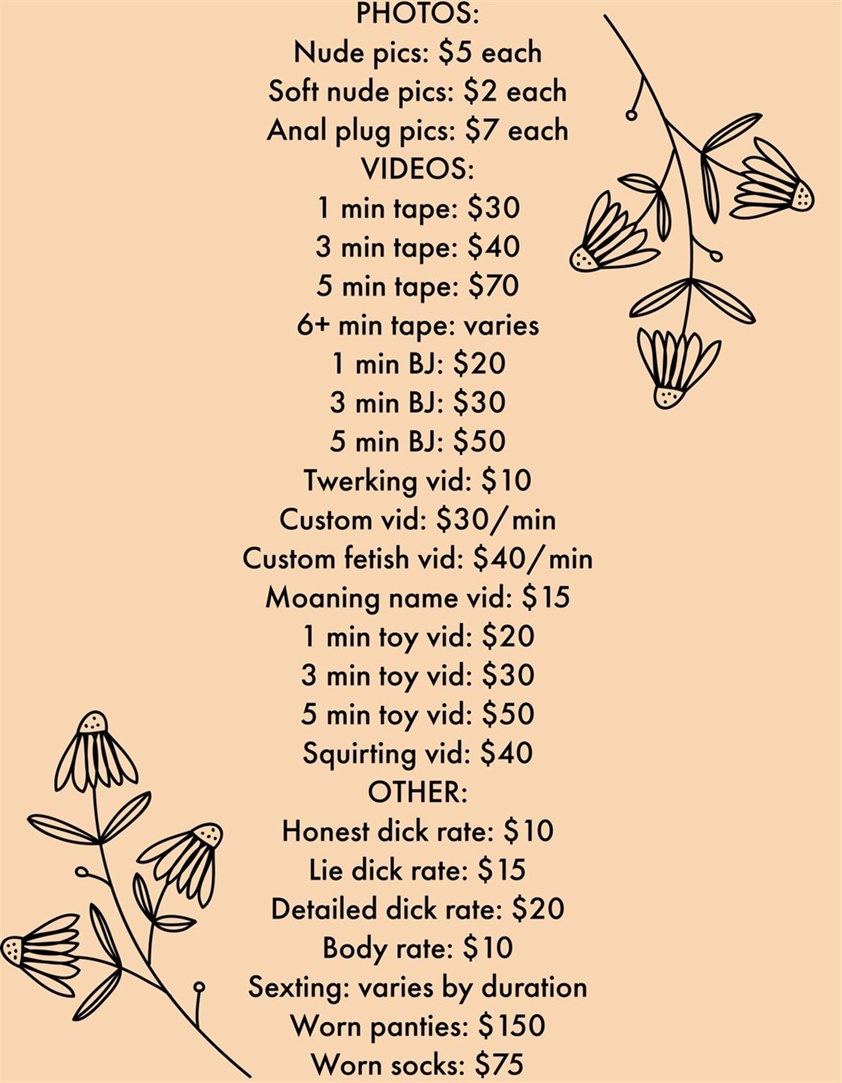 PHOTOS:
Nude pics: $5 each
Soft nude pics: $2 each
Anal plug pics: $7 each
VIDEOS:
1 min tape: $30
3 min tape: $40
5 min tape: $70
6+ min tape: varies
1 min BJ: $20
3 min BJ: $30
5 min BJ: $50
Twerking vid: $10
Custom vid: $30/min
Custom fetish vid: $40/min
Moaning name vid: $15
1 min toy vid: $20
3 min toy vid: $30
5 min toy vid: $50
Squirting vid: $40
OTHER:
Honest dick rate: $10
Lie dick rate: $15
Detailed dick rate: $20
Body rate: $10
Sexting: varies by duration
Worn panties: $150
Worn socks: $75